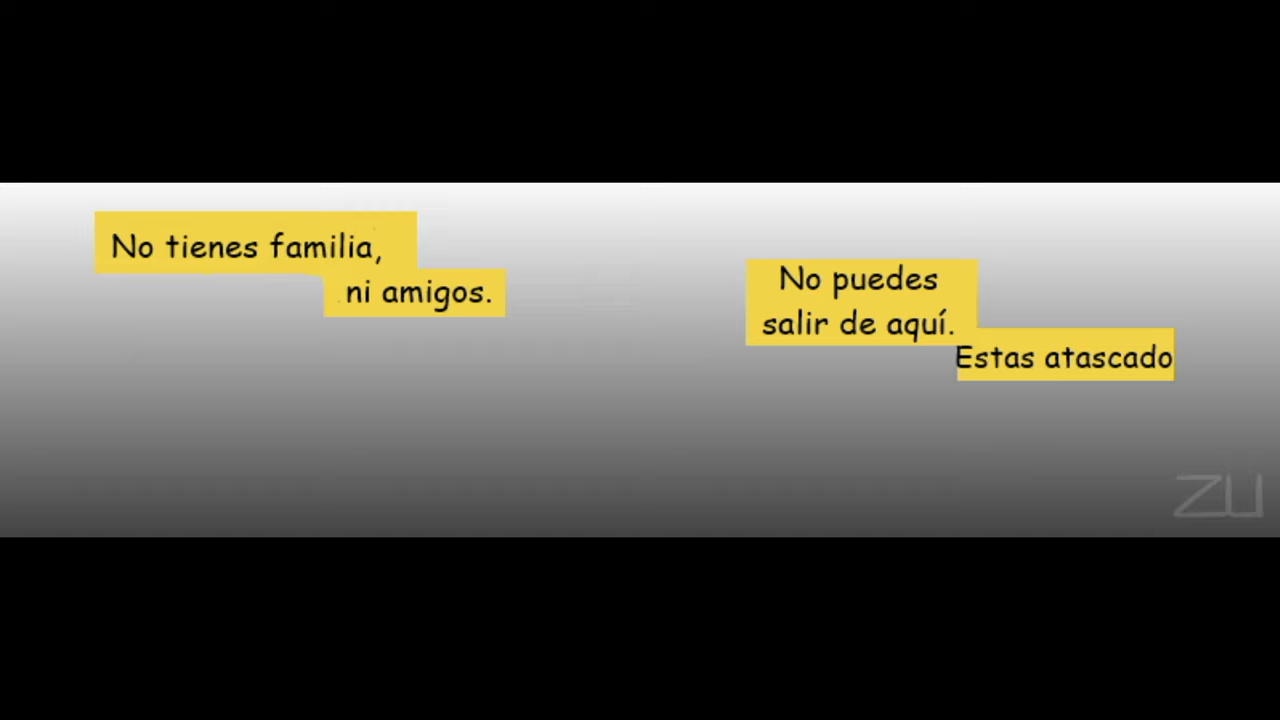 No tienes familia,
ni amigos.
No puedes
salir de aquí.
Estas atascado
ZU